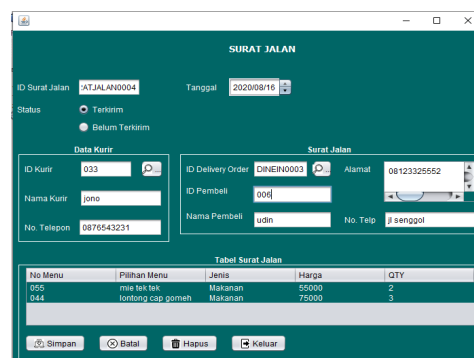 SURAT JALAN
ID Surat Jalan ATJALAN0004 Tanggal 2020/08/16
Status Terkirim
Belum Terkirim
Data Kurir
ID Kurir 033
Nama Kurir jono
No. Telepon 0876543231
Surat Jalan
ID Delivery Order DINEIN0003 Alamat 08123325552
ID Pembeli 006
Nama Pembeli udin No. Telp jl senggol
Tabel Surat Jalan
No Menu Pilihan Menu Jenis Harga QTY
055 mie tek tek Makanan 55000 2
044 lontong cap gomeh Makanan 75000 3
Simpan Batal Hapus Keluar